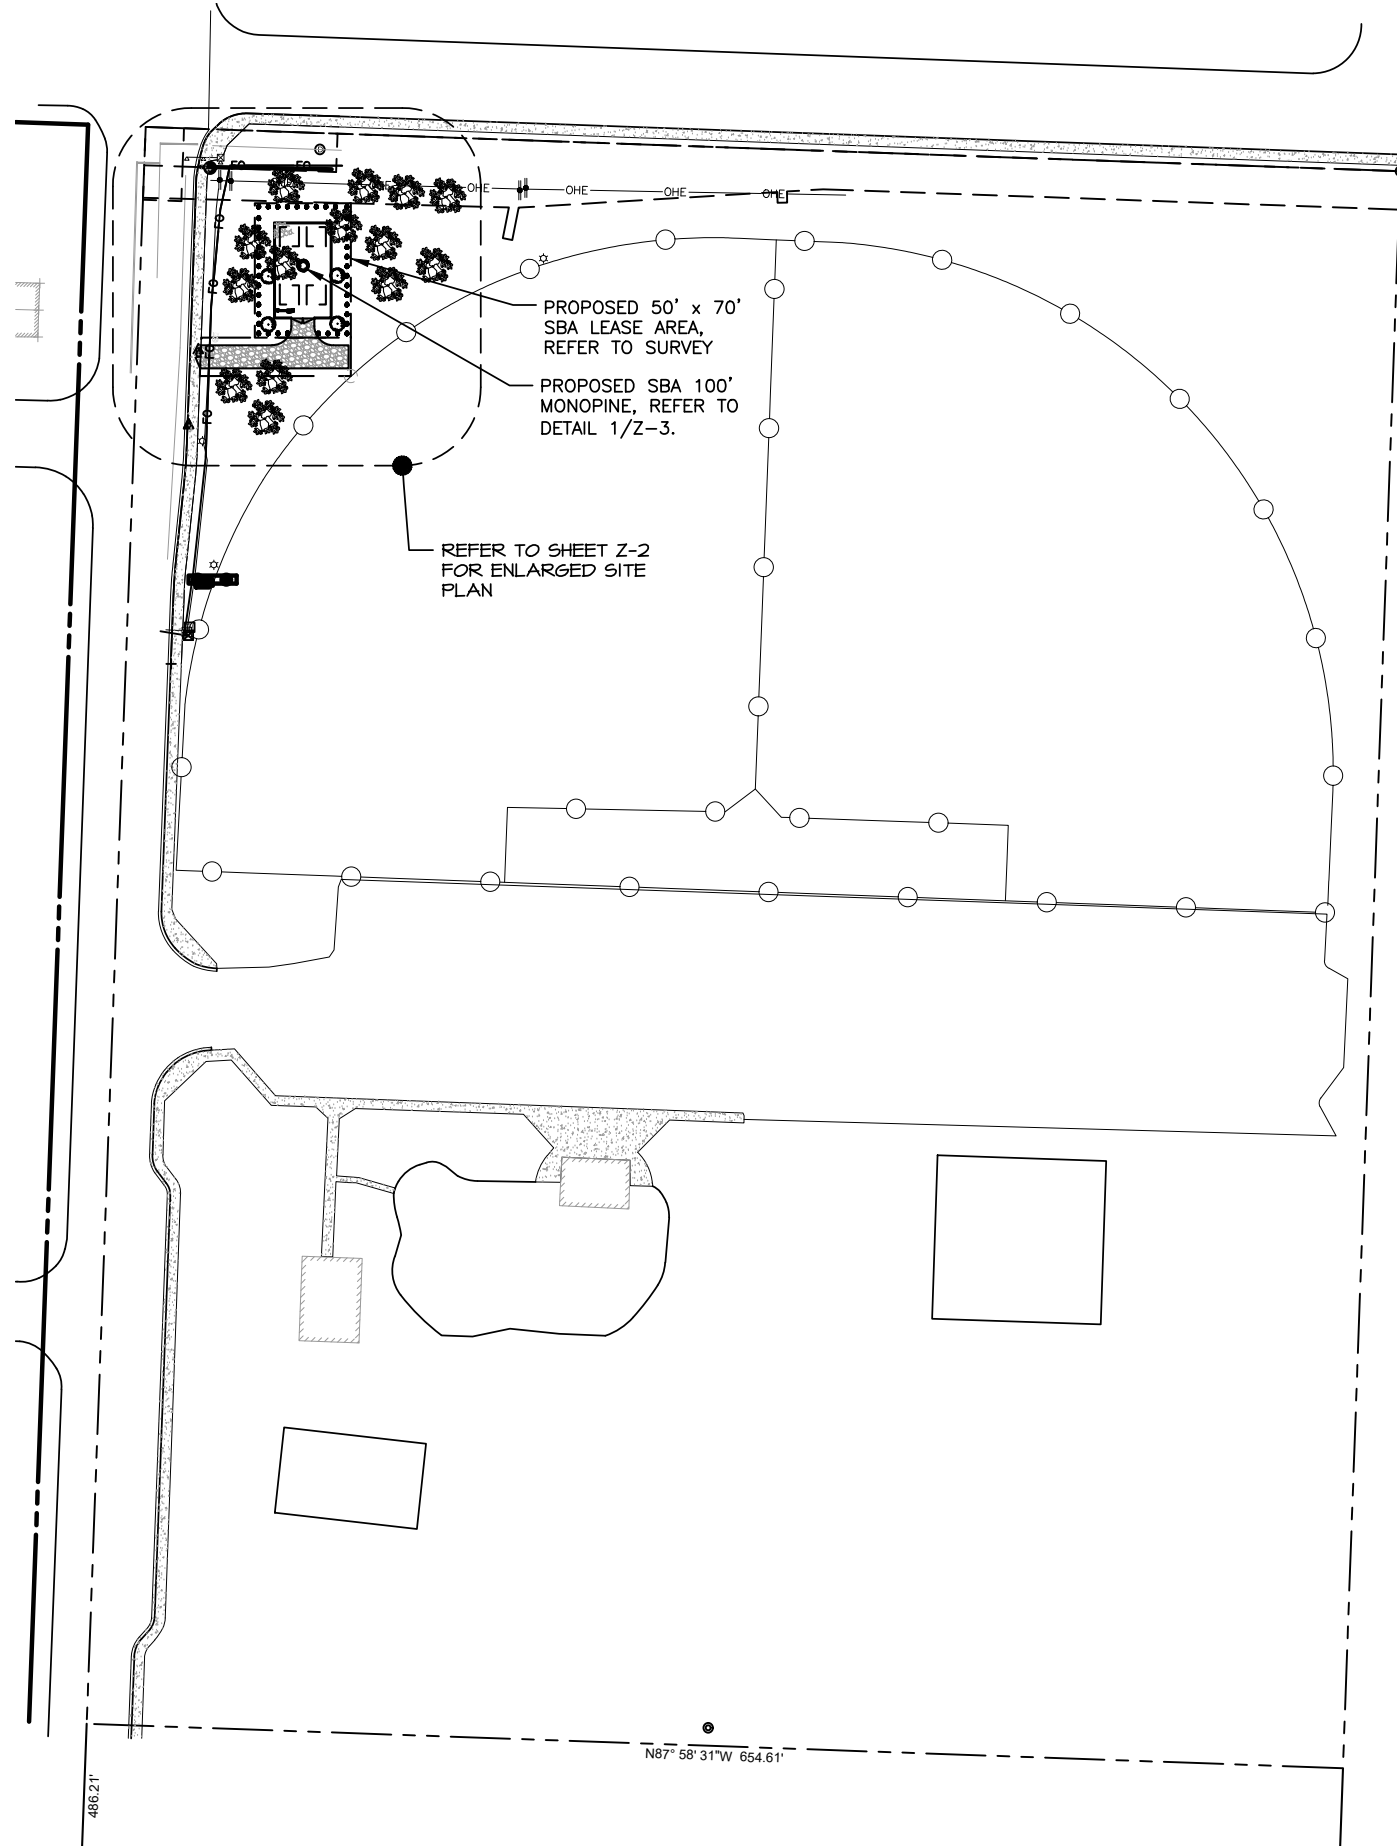 FO
FO
OHE
OHE
OHE
OHE
FO
FO
FO
FO
PROPOSED 50' x 70'
SBA LEASE AREA,
REFER TO SURVEY
PROPOSED SBA 100'
MONOPINE, REFER TO
DETAIL 1/Z-3.
REFER TO SHEET Z-2
FOR ENLARGED SITE
PLAN
N87° 58' 31"W 654.61'
486.21'